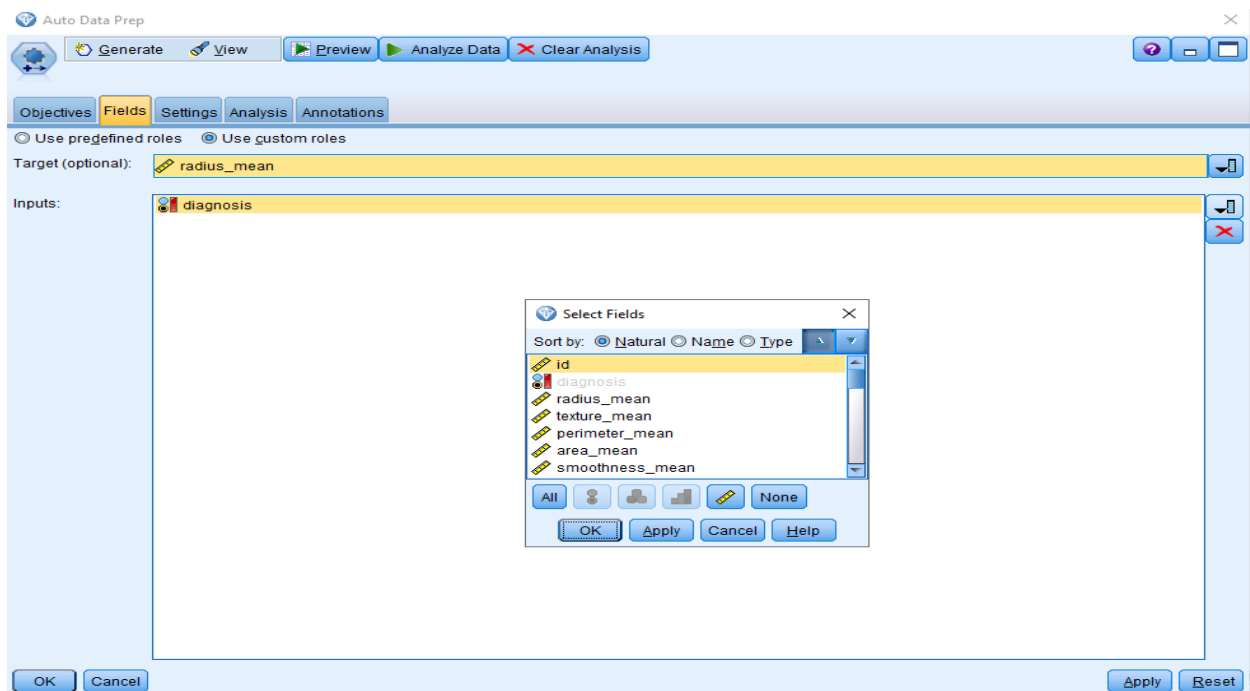 Auto Data Prep
Generate View Preview Analyze Data Clear Analysis
Objectives Fields Settings Analysis Annotations
Use predefined roles Use custom roles
Target (optional): radius_mean
Inputs: diagnosis
Select Fields
Sort by: Natural Name Type
id
diagnosis
radius_mean
texture_mean
perimeter_mean
area_mean
smoothness_mean
All None
OK Apply Cancel Help
OK Cancel Apply Reset